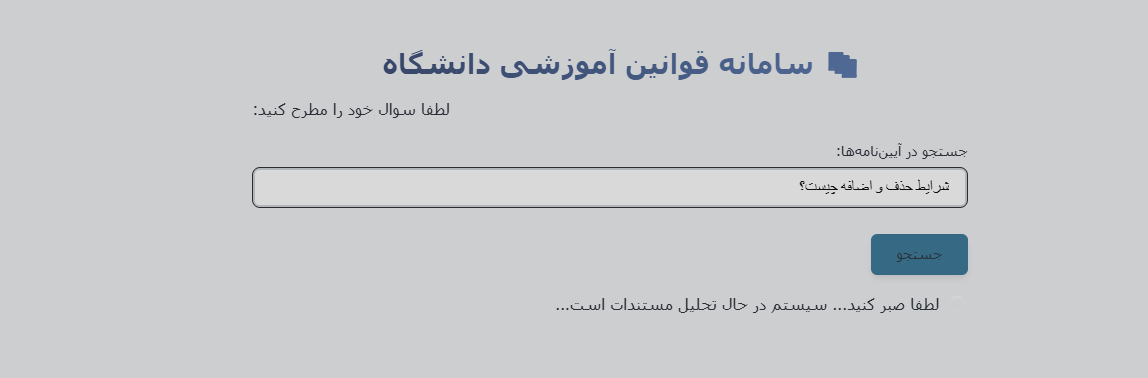 سامانه قوانین آموزشی دانشگاه
لطفا سوال خود را مطرح کنید:
جستجو در آیین‌نامه‌ها:
شرایط حذف و اضافه چیست؟
جستجو
لطفا صبر کنید... سیستم در حال تحلیل مستندات است...